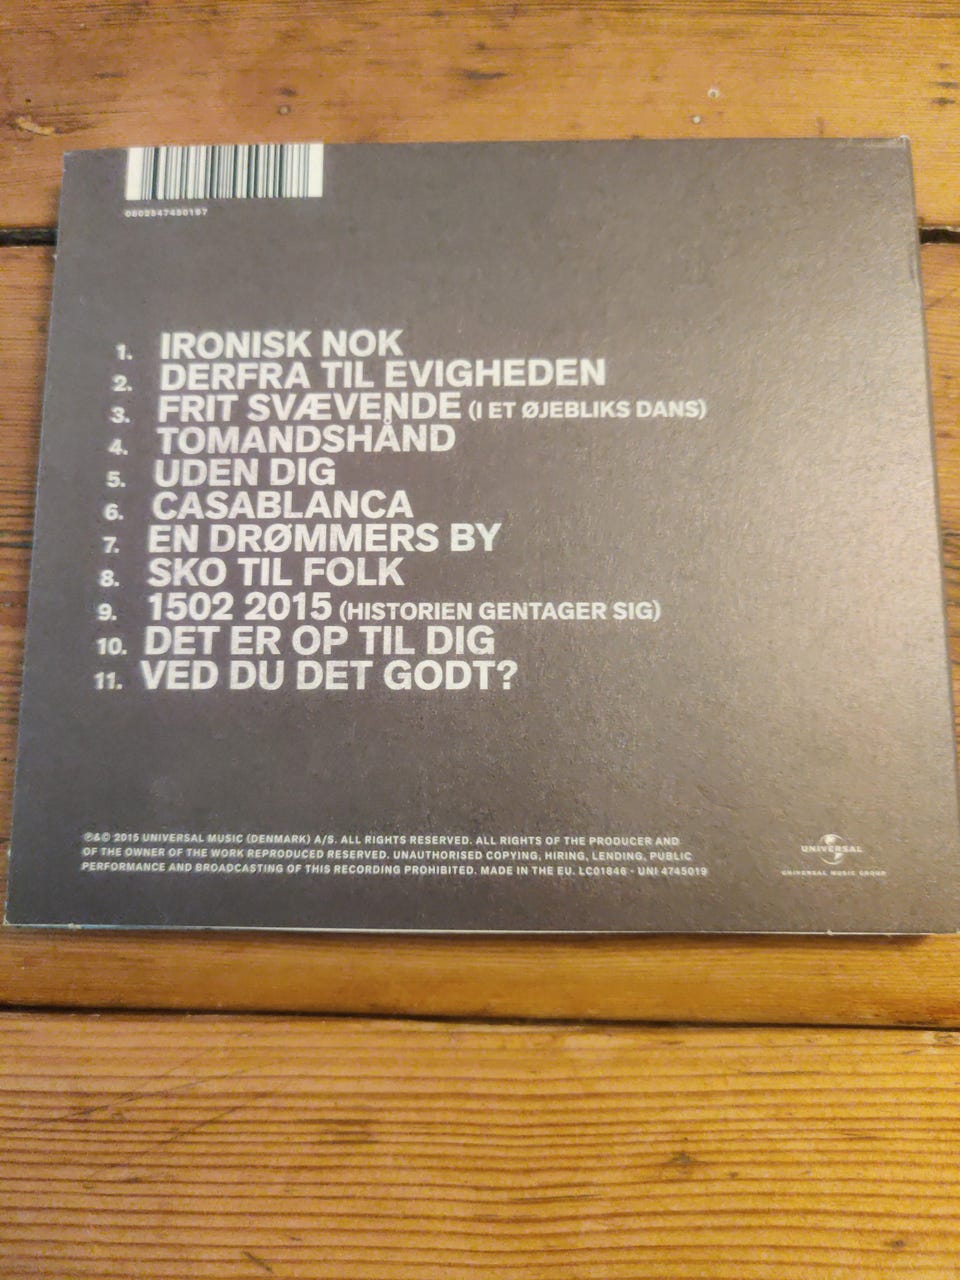 0602547450197
1. IRONISK NOK
2. DERFRA TIL EVIGHEDEN
3. FRIT SVÆVENDE (I ET ØJEBLIKS DANS)
4. TOMANDSHÅND
5. UDEN DIG
6. CASABLANCA
7. EN DRØMMERS BY
8. SKO TIL FOLK
9. 1502 2015 (HISTORIEN GENTAGER SIG)
10. DET ER OP TIL DIG
11. VED DU DET GODT?
℗&© 2015 UNIVERSAL MUSIC (DENMARK) A/S. ALL RIGHTS RESERVED. ALL RIGHTS OF THE PRODUCER AND
OF THE OWNER OF THE WORK REPRODUCED RESERVED. UNAUTHORISED COPYING, HIRING, LENDING, PUBLIC
PERFORMANCE AND BROADCASTING OF THIS RECORDING PROHIBITED. MADE IN THE EU. LC01846 - UNI 4745019
UNIVERSAL
UNIVERSAL MUSIC GROUP